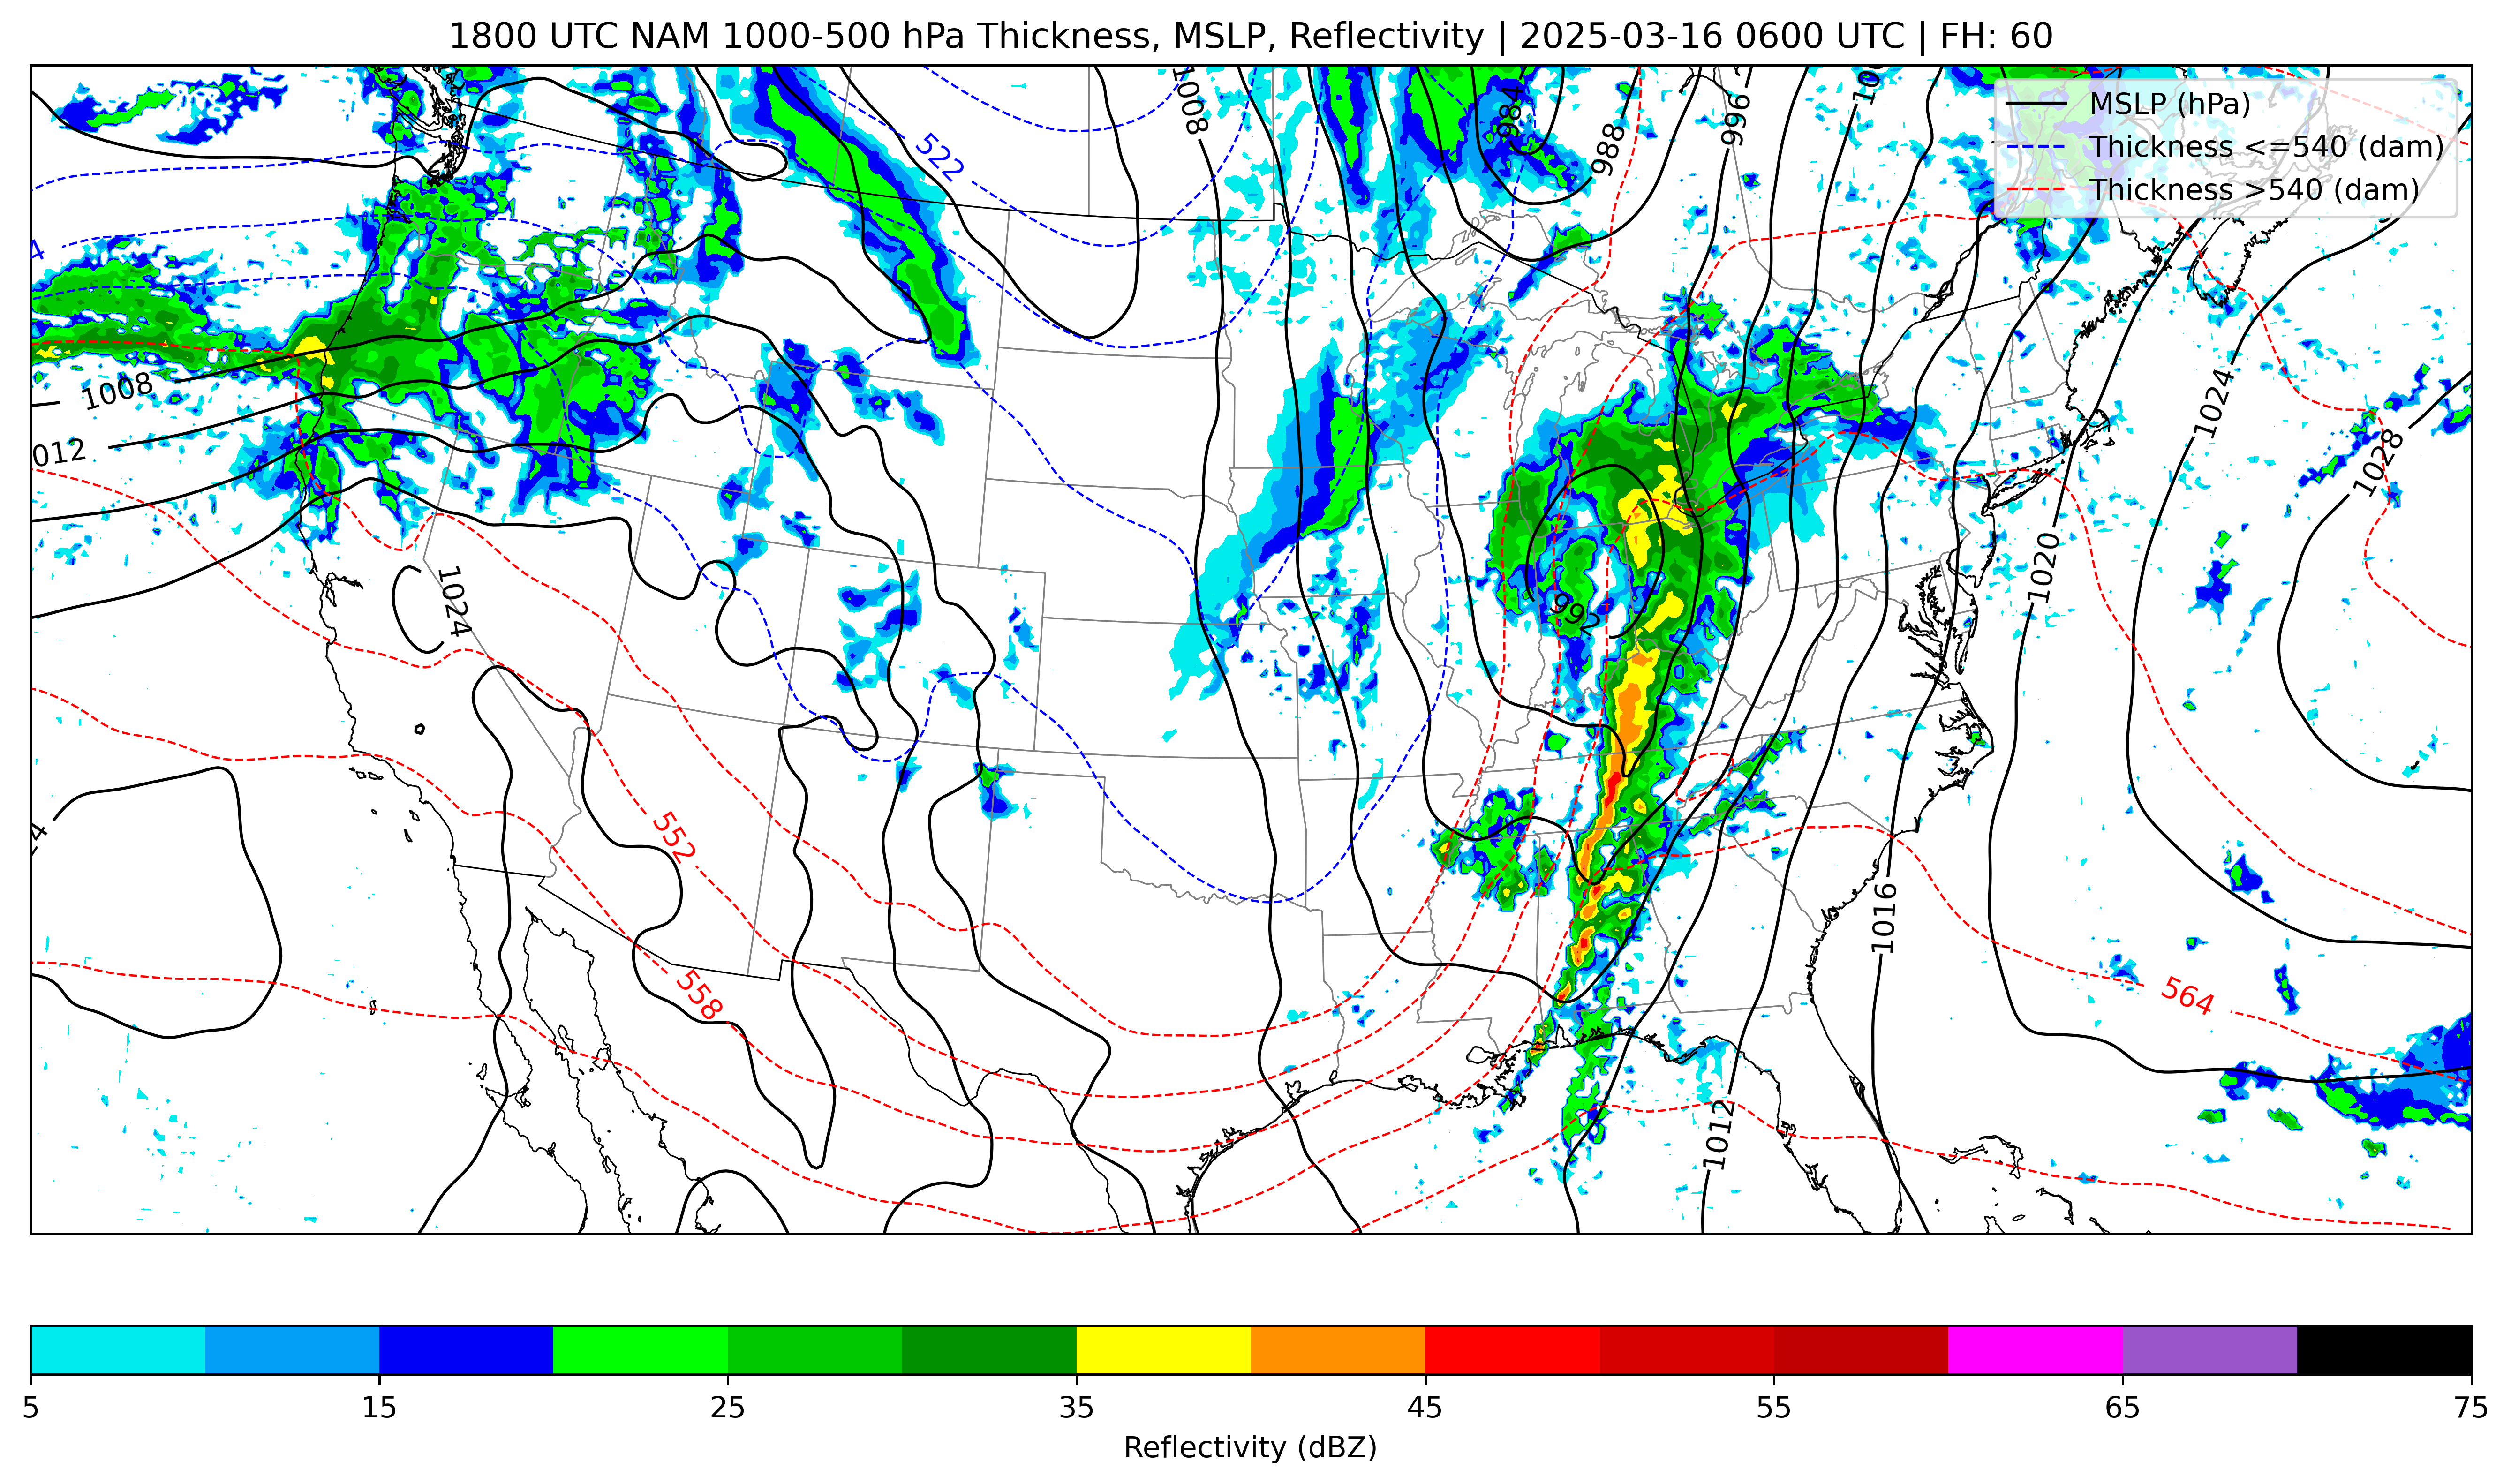 1800 UTC NAM 1000-500 hPa Thickness, MSLP, Reflectivity | 2025-03-16 0600 UTC | FH: 60
MSLP (hPa)
Thickness <=540 (dam)
Thickness >540 (dam)
1008
984
988
996
522
1008
1012
1024
1028
1024
1020
992
552
558
1016
1012
564
5 15 25 35 45 55 65 75
Reflectivity (dBZ)